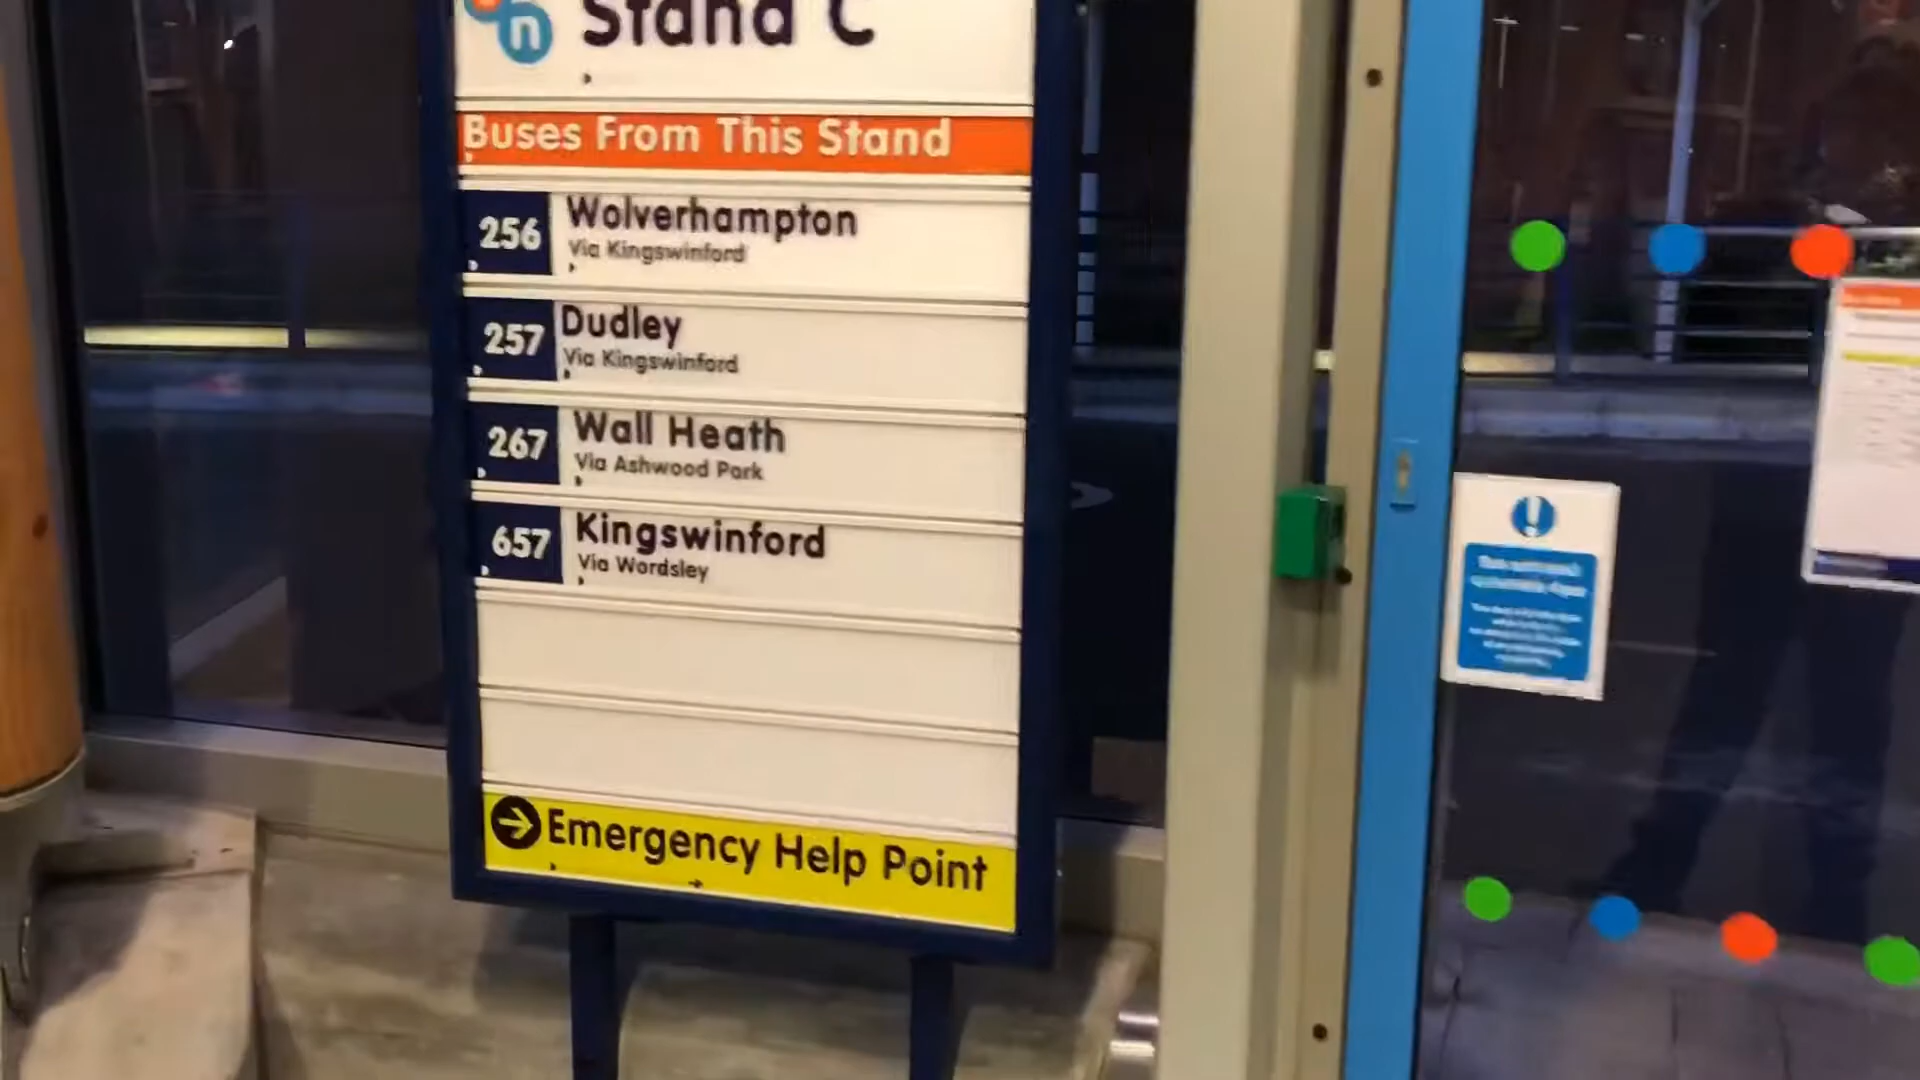 n
Stand C
Buses From This Stand
256
Wolverhampton
Via Kingswinford
257
Dudley
Via Kingswinford
267
Wall Heath
Via Ashwood Park
657
Kingswinford
Via Wordsley
Emergency Help Point